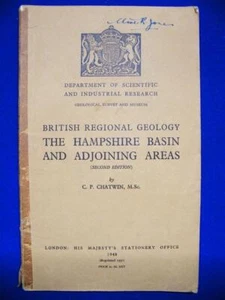 DEPARTMENT OF SCIENTIFIC
AND INDUSTRIAL RESEARCH
GEOLOGICAL SURVEY AND MUSEUM
BRITISH REGIONAL GEOLOGY
THE HAMPSHIRE BASIN
AND ADJOINING AREAS
(SECOND EDITION)
By
C. P. CHATWIN, M.Sc.
LONDON: HIS MAJESTY'S STATIONERY OFFICE
1948